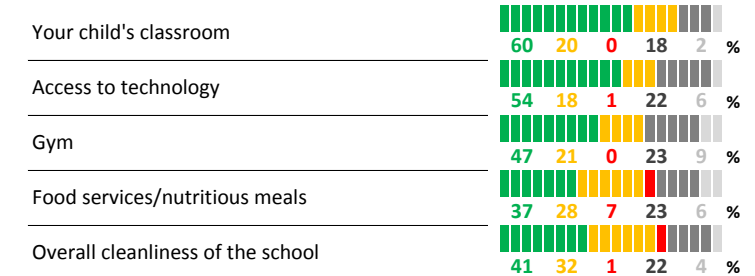 Your child's classroom
60 20 0 18 2 %
Access to technology
54 18 1 22 6 %
Gym
47 21 0 23 9 %
Food services/nutritious meals
37 28 7 23 6 %
Overall cleanliness of the school
41 32 1 22 4 %